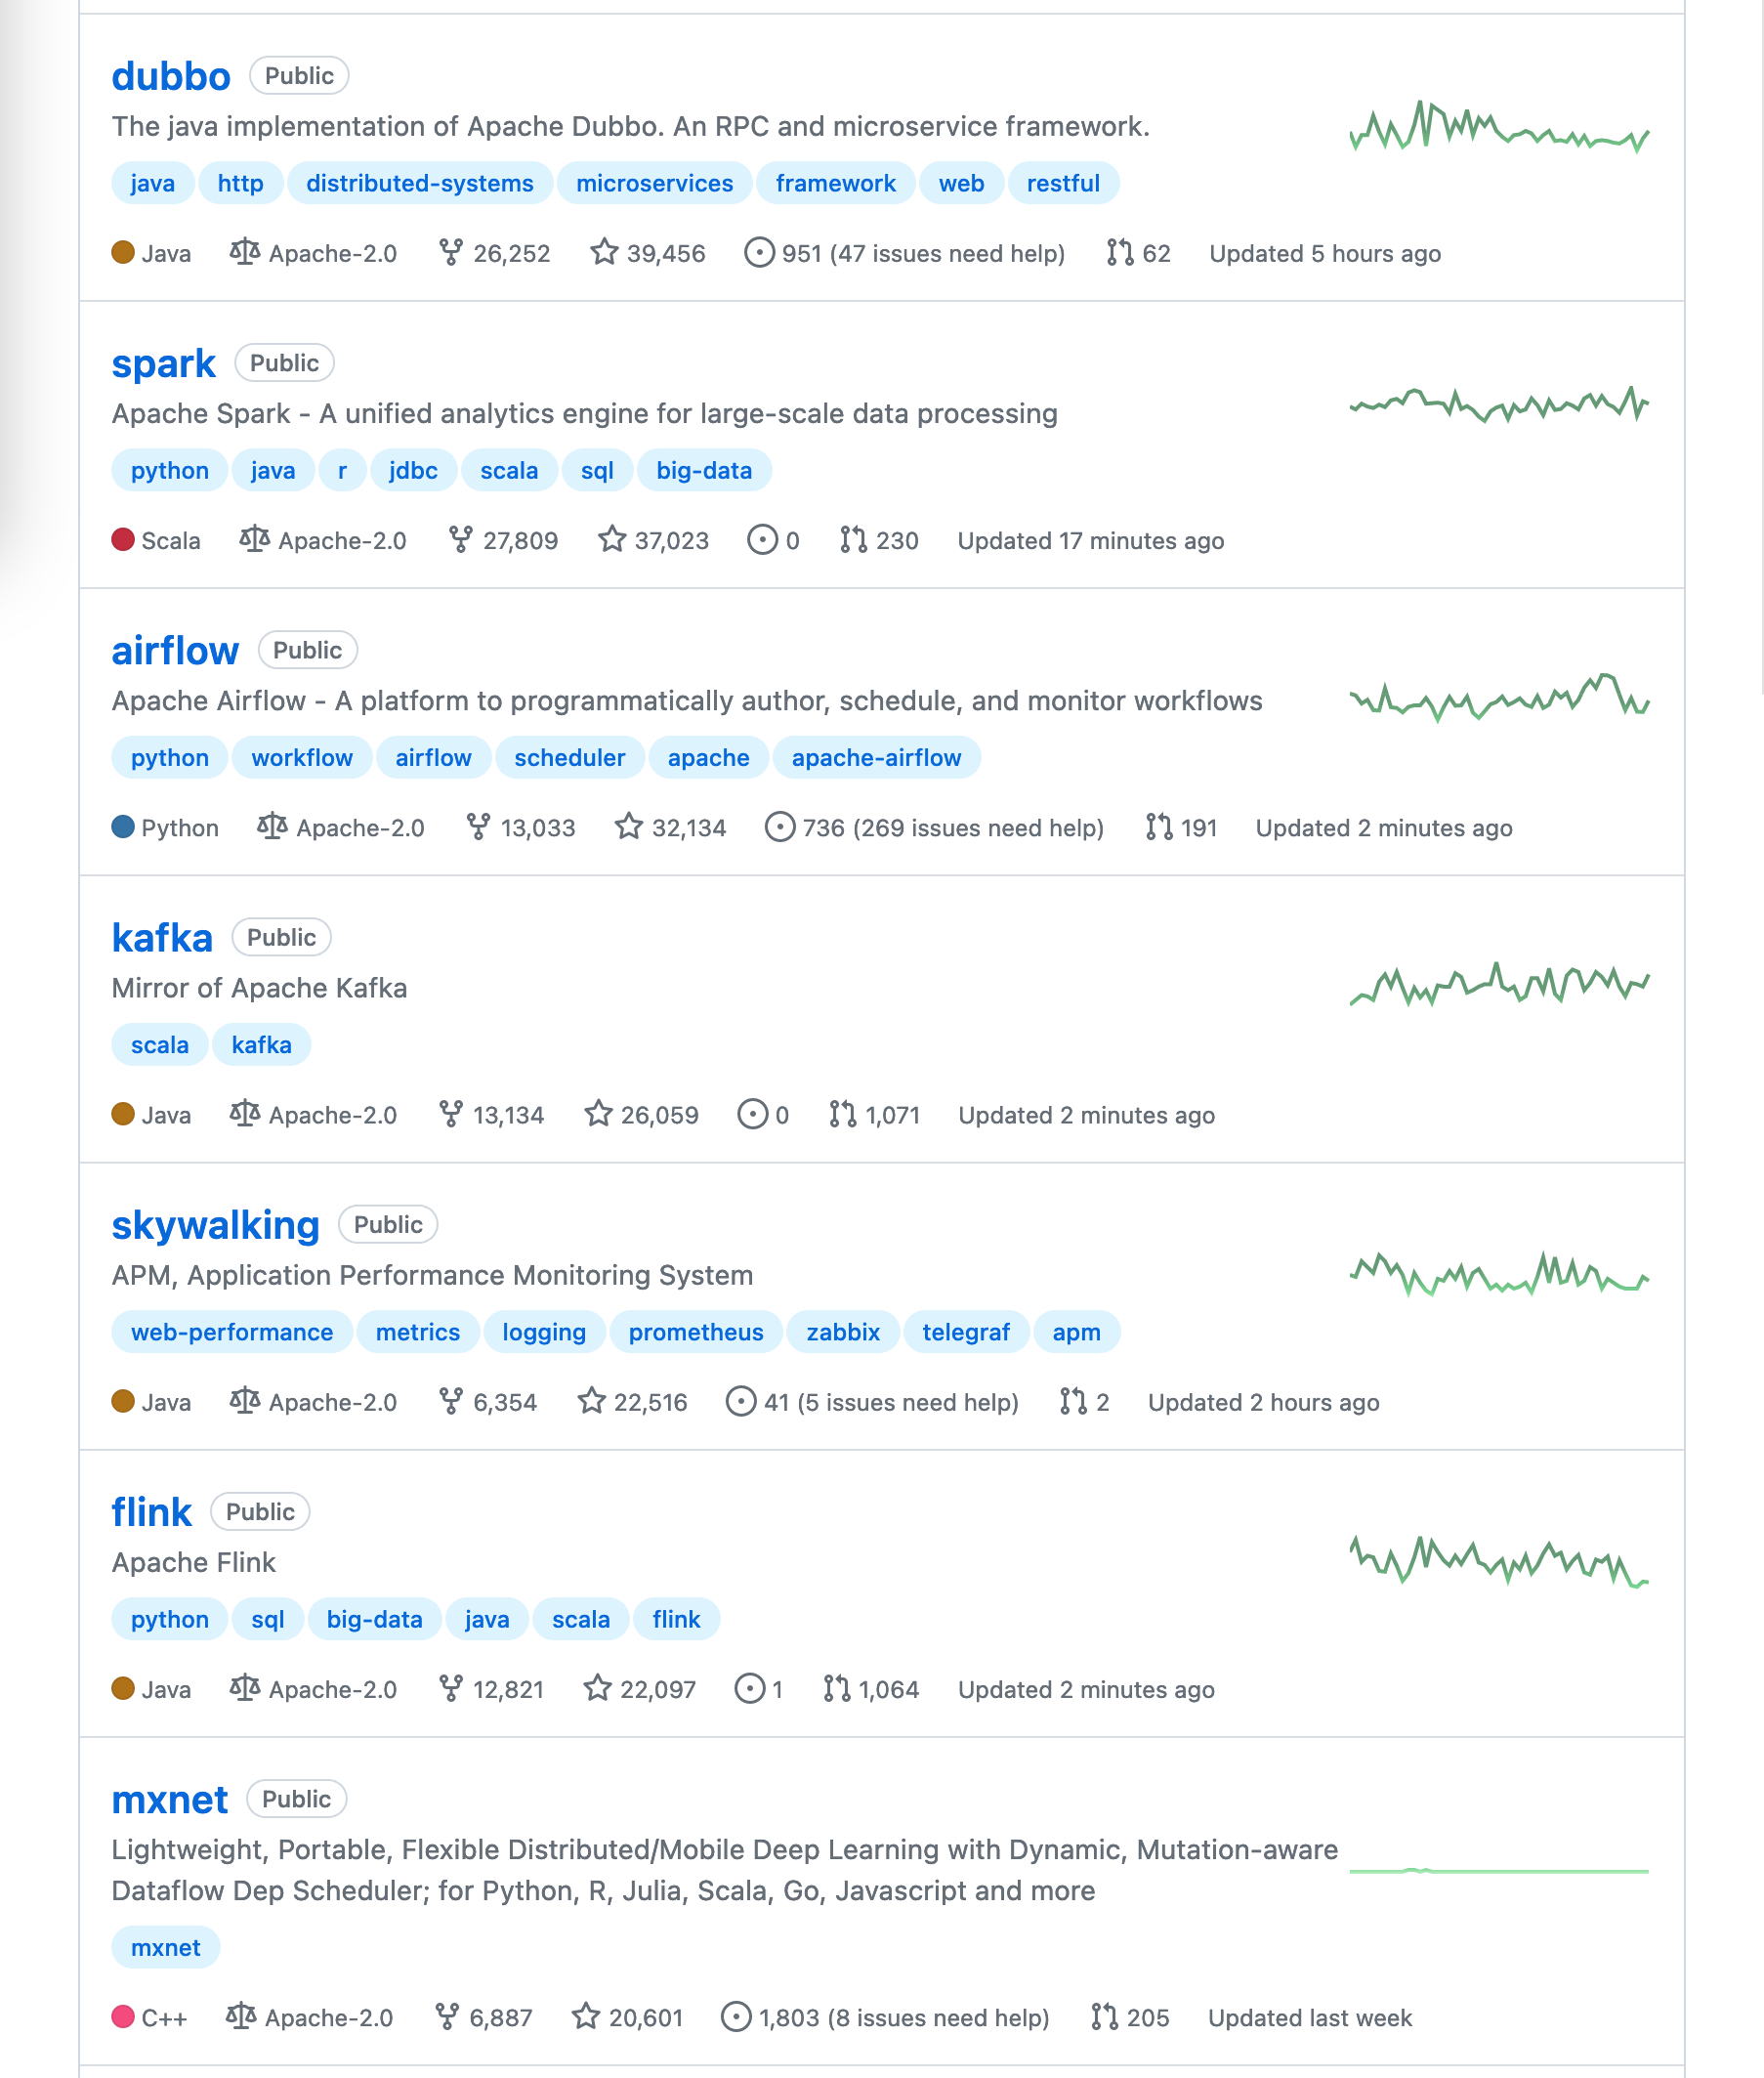 dubbo Public
The java implementation of Apache Dubbo. An RPC and microservice framework.
java http distributed-systems microservices framework web restful
Java Apache-2.0 26,252 39,456 951 (47 issues need help) 62 Updated 5 hours ago
spark Public
Apache Spark - A unified analytics engine for large-scale data processing
python java r jdbc scala sql big-data
Scala Apache-2.0 27,809 37,023 0 230 Updated 17 minutes ago
airflow Public
Apache Airflow - A platform to programmatically author, schedule, and monitor workflows
python workflow airflow scheduler apache apache-airflow
Python Apache-2.0 13,033 32,134 736 (269 issues need help) 191 Updated 2 minutes ago
kafka Public
Mirror of Apache Kafka
scala kafka
Java Apache-2.0 13,134 26,059 0 1,071 Updated 2 minutes ago
skywalking Public
APM, Application Performance Monitoring System
web-performance metrics logging prometheus zabbix telegraf apm
Java Apache-2.0 6,354 22,516 41 (5 issues need help) 2 Updated 2 hours ago
flink Public
Apache Flink
python sql big-data java scala flink
Java Apache-2.0 12,821 22,097 1 1,064 Updated 2 minutes ago
mxnet Public
Lightweight, Portable, Flexible Distributed/Mobile Deep Learning with Dynamic, Mutation-aware
Dataflow Dep Scheduler; for Python, R, Julia, Scala, Go, Javascript and more
mxnet
C++ Apache-2.0 6,887 20,601 1,803 (8 issues need help) 205 Updated last week